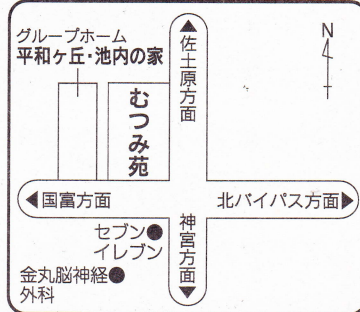 グループホーム
平和ヶ丘・池内の家
むつみ苑
▲佐土原方面
N
◀国富方面
北バイパス方面▶
神宮方面▼
セブン●
イレブン
金丸脳神経●
外科